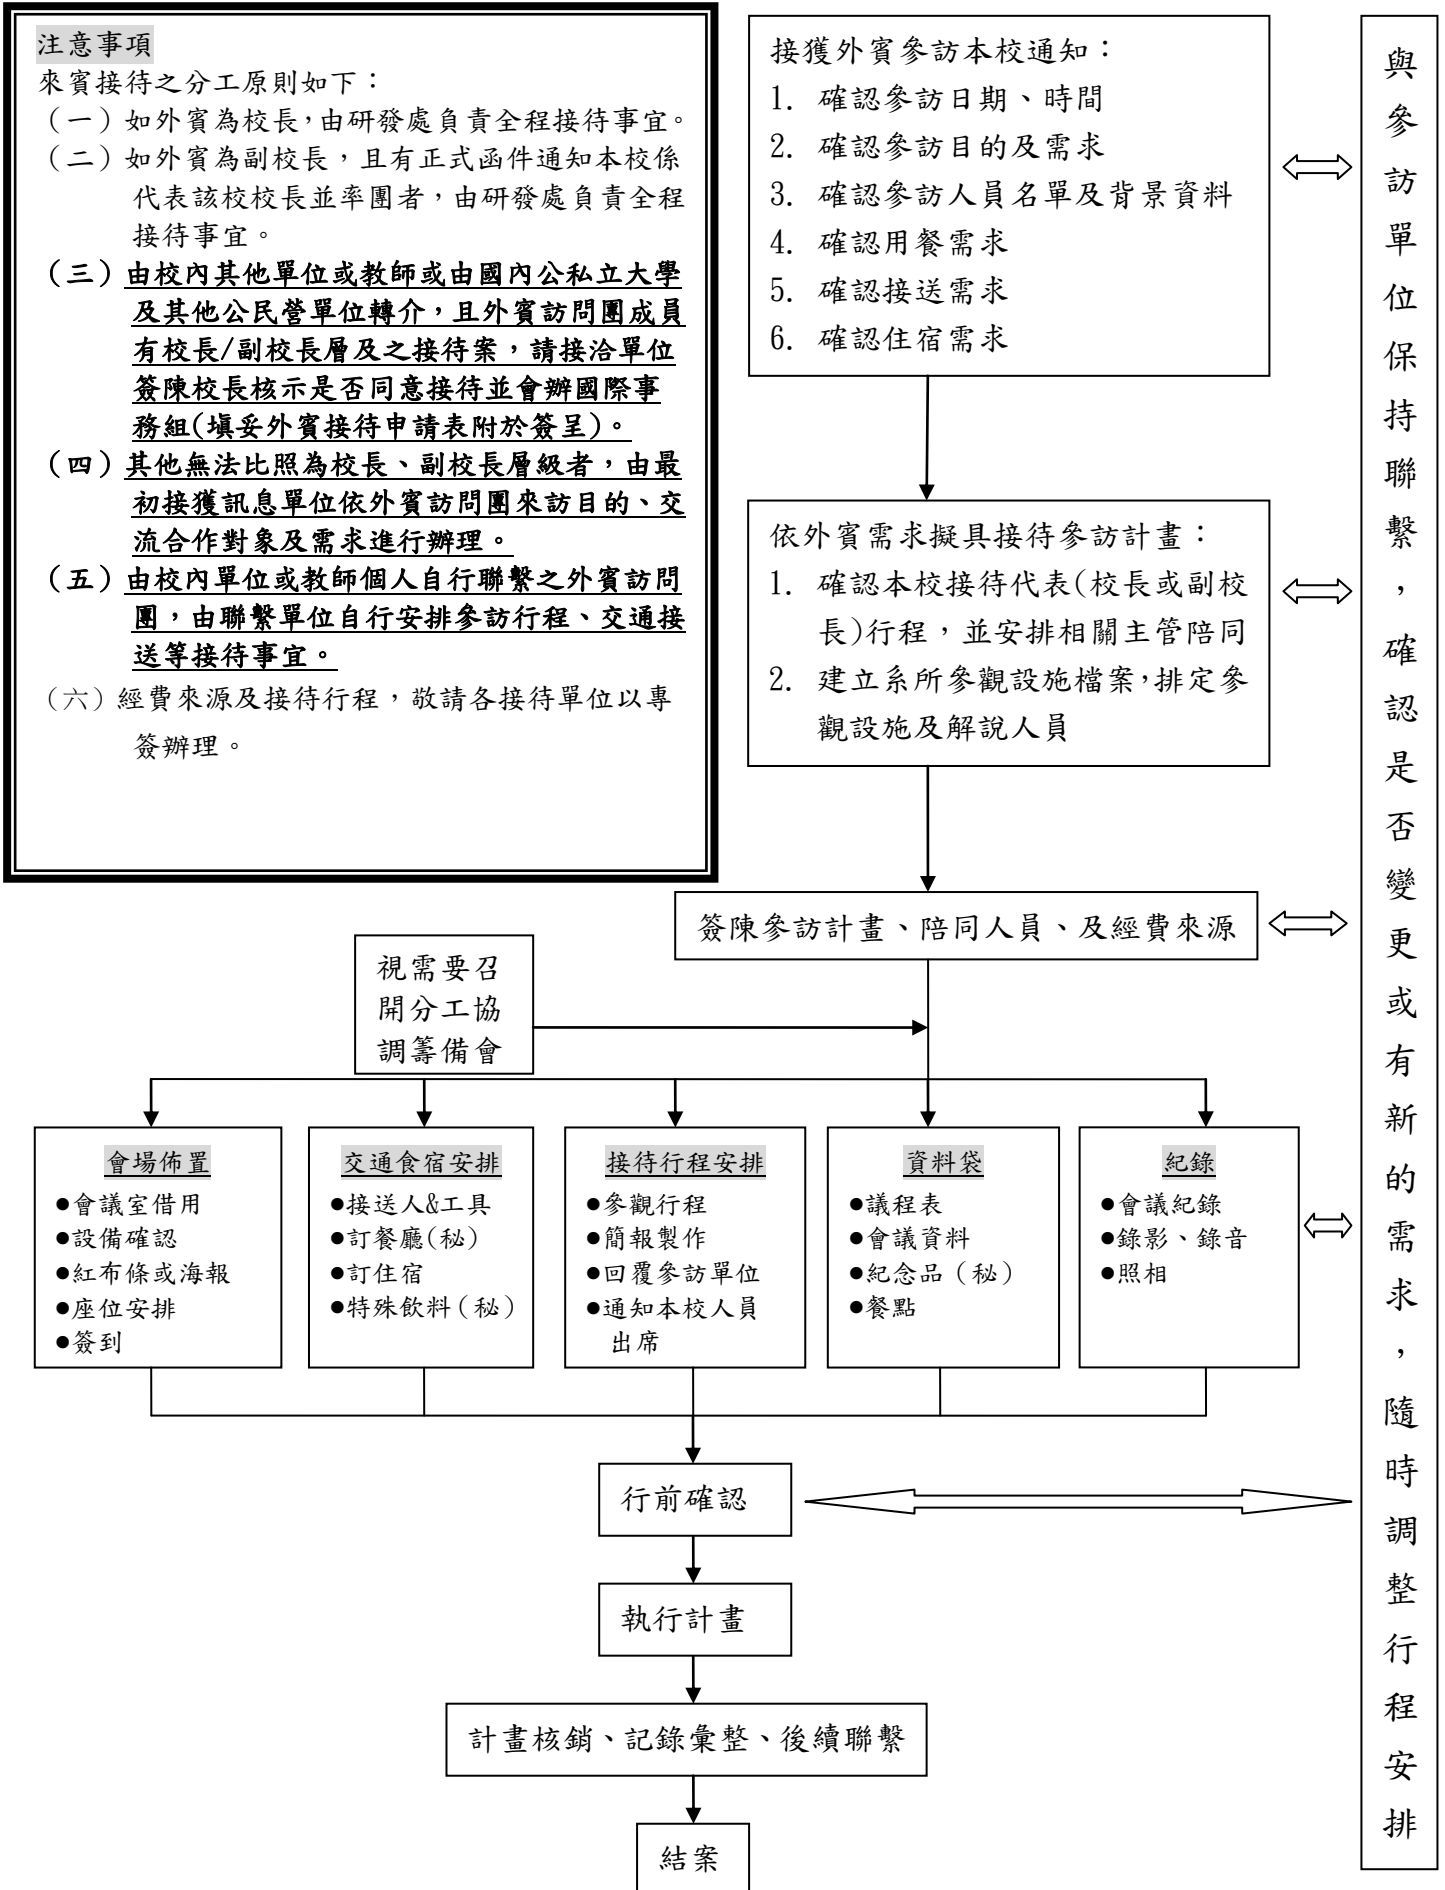 注意事項
來賓接待之分工原則如下：
（一）如外賓為校長，由研發處負責全程接待事宜。
（二）如外賓為副校長，且有正式函件通知本校係
代表該校校長並率團者，由研發處負責全程
接待事宜。
（三）由校內其他單位或教師或由國內公私立大學
及其他公民營單位轉介，且外賓訪問團成員
有校長/副校長層及之接待案，請接洽單位
簽陳校長核示是否同意接待並會辦國際事
務組(填妥外賓接待申請表附於簽呈)。
（四）其他無法比照為校長、副校長層級者，由最
初接獲訊息單位依外賓訪問團來訪目的、交
流合作對象及需求進行辦理。
（五）由校內單位或教師個人自行聯繫之外賓訪問
團，由聯繫單位自行安排參訪行程、交通接
送等接待事宜。
（六）經費來源及接待行程，敬請各接待單位以專
簽辦理。
接獲外賓參訪本校通知：
1. 確認參訪日期、時間
2. 確認參訪目的及需求
3. 確認參訪人員名單及背景資料
4. 確認用餐需求
5. 確認接送需求
6. 確認住宿需求
依外賓需求擬具接待參訪計畫：
1. 確認本校接待代表(校長或副校
長)行程，並安排相關主管陪同
2. 建立系所參觀設施檔案，排定參
觀設施及解說人員
簽陳參訪計畫、陪同人員、及經費來源
視需要召
開分工協
調籌備會
會場佈置
●會議室借用
●設備確認
●紅布條或海報
●座位安排
●簽到
交通食宿安排
●接送人&工具
●訂餐廳(秘)
●訂住宿
●特殊飲料（秘）
接待行程安排
●參觀行程
●簡報製作
●回覆參訪單位
●通知本校人員
出席
資料袋
●議程表
●會議資料
●紀念品（秘）
●餐點
紀錄
●會議紀錄
●錄影、錄音
●照相
行前確認
執行計畫
計畫核銷、記錄彙整、後續聯繫
結案
與參訪單位保持聯繫，確認是否變更或有新的需求，隨時調整行程安排